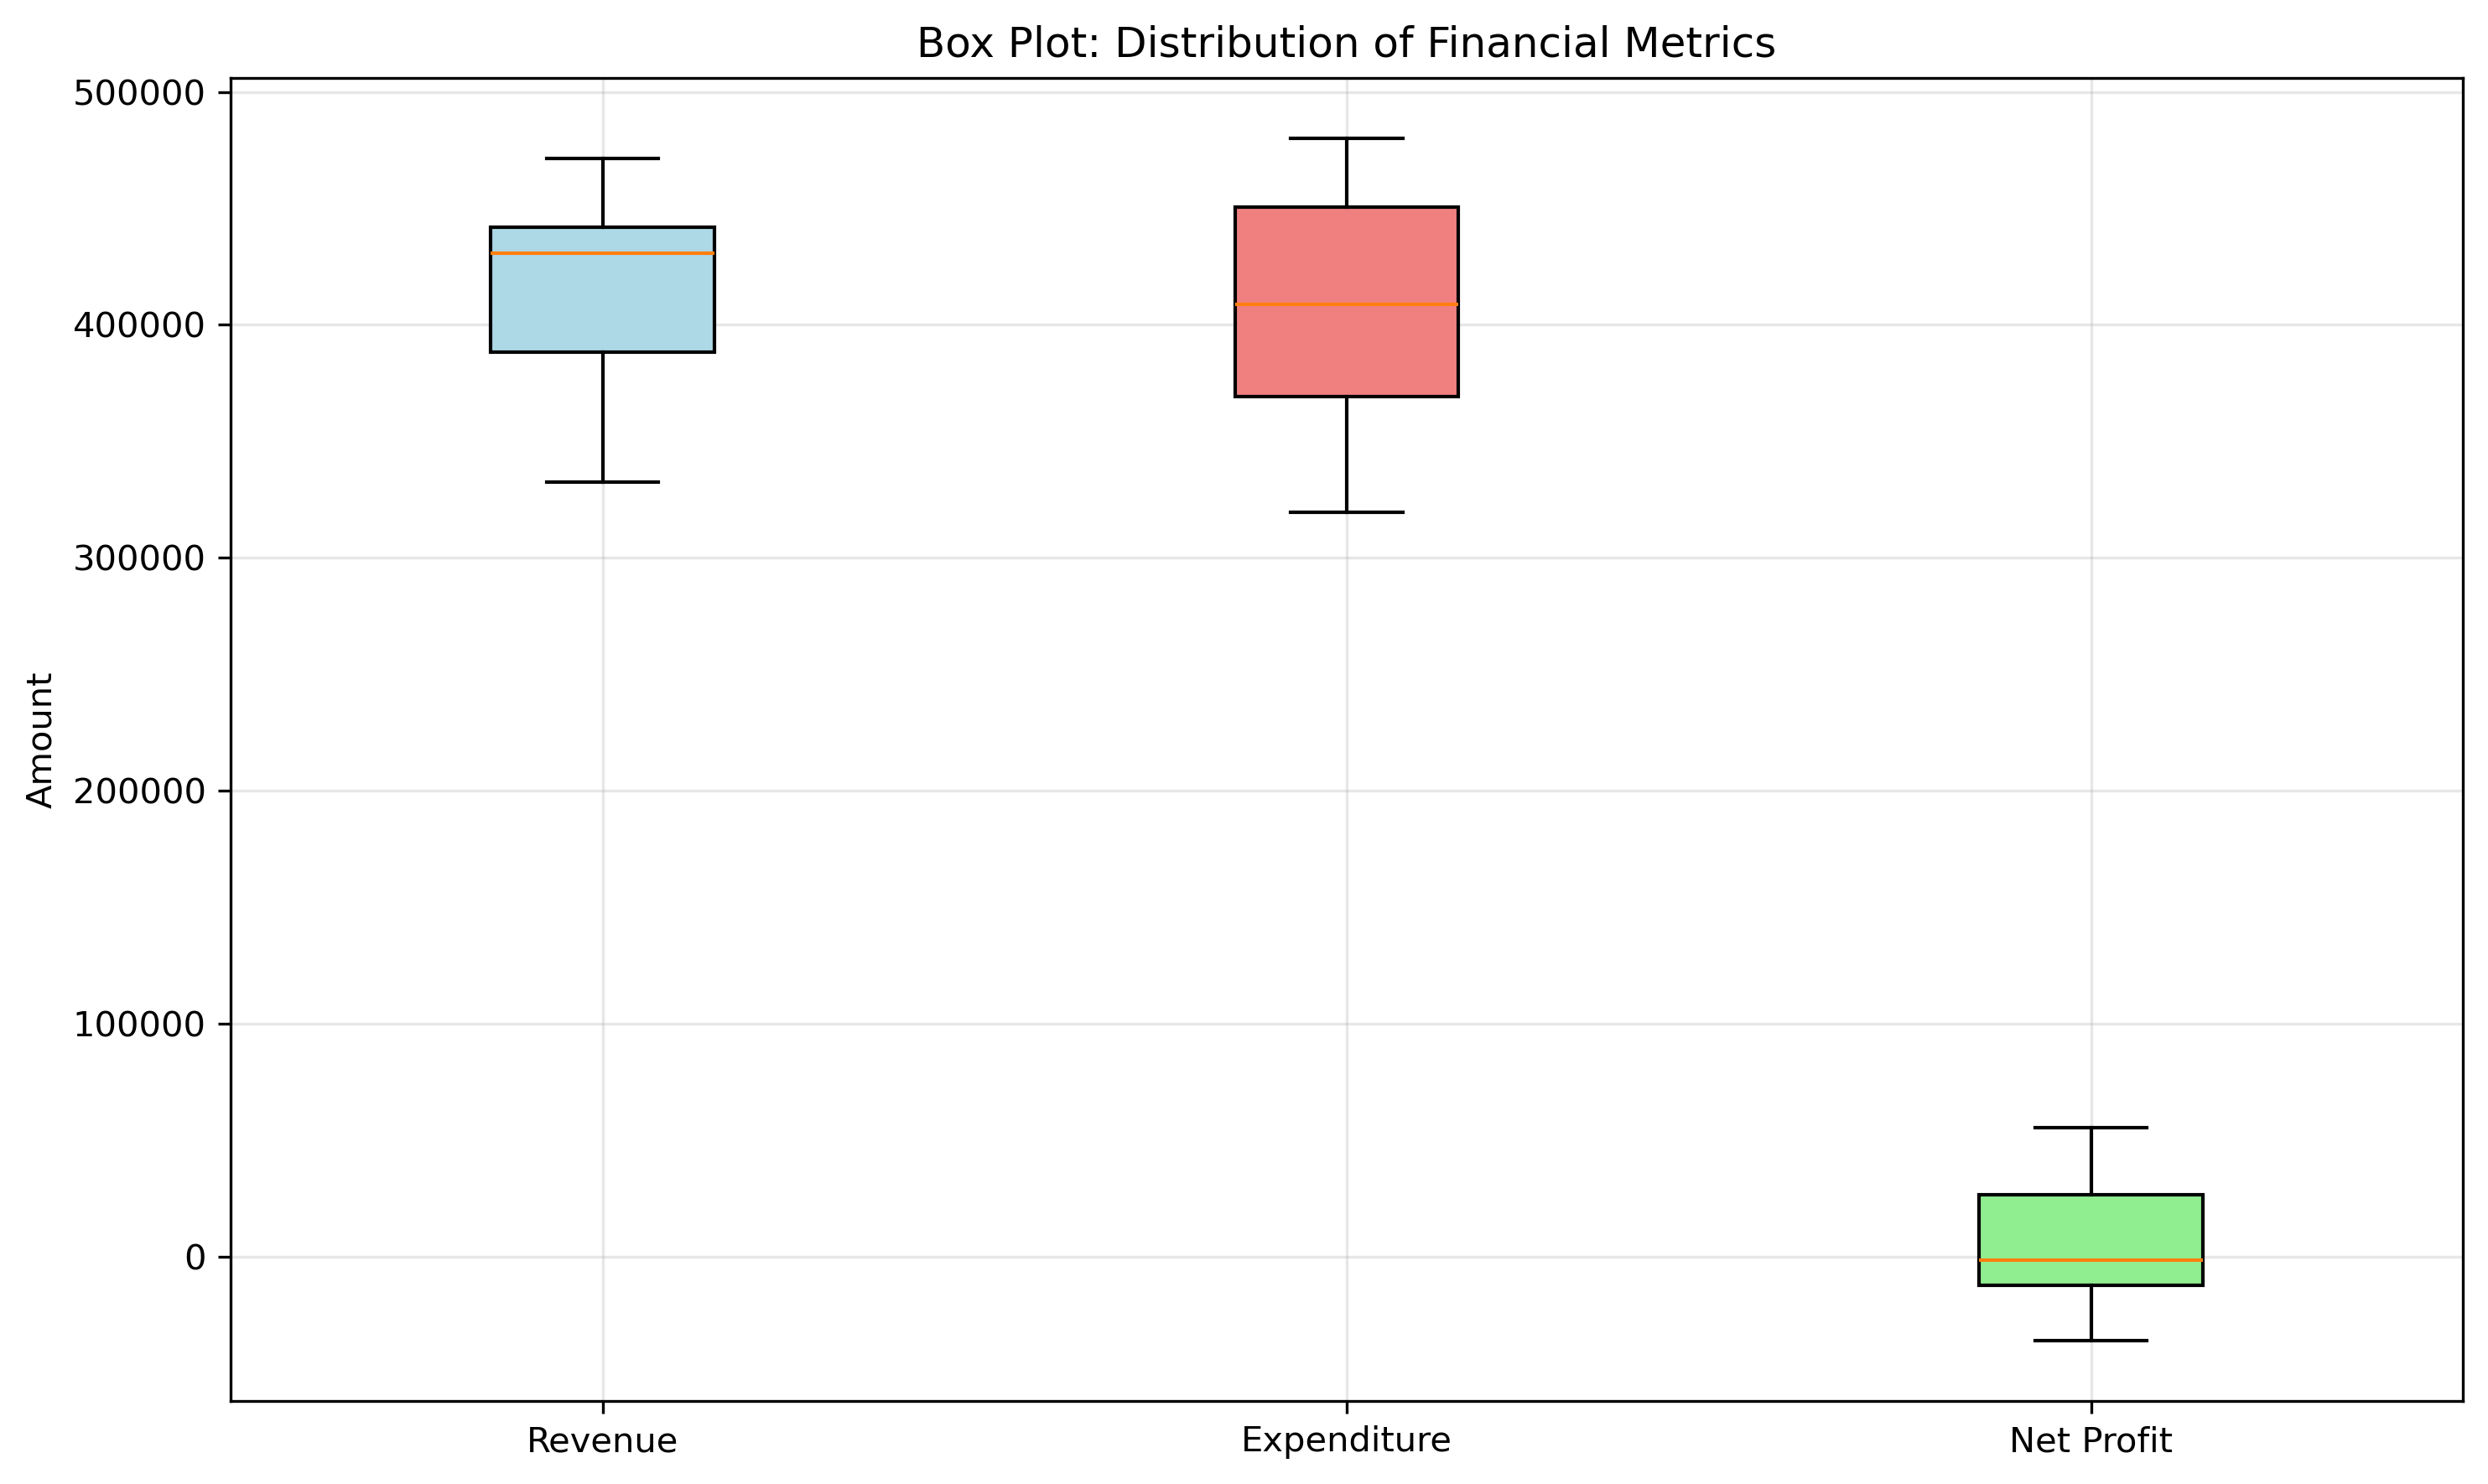 Box Plot: Distribution of Financial Metrics
500000
400000
300000
200000
100000
0
Amount
Revenue
Expenditure
Net Profit